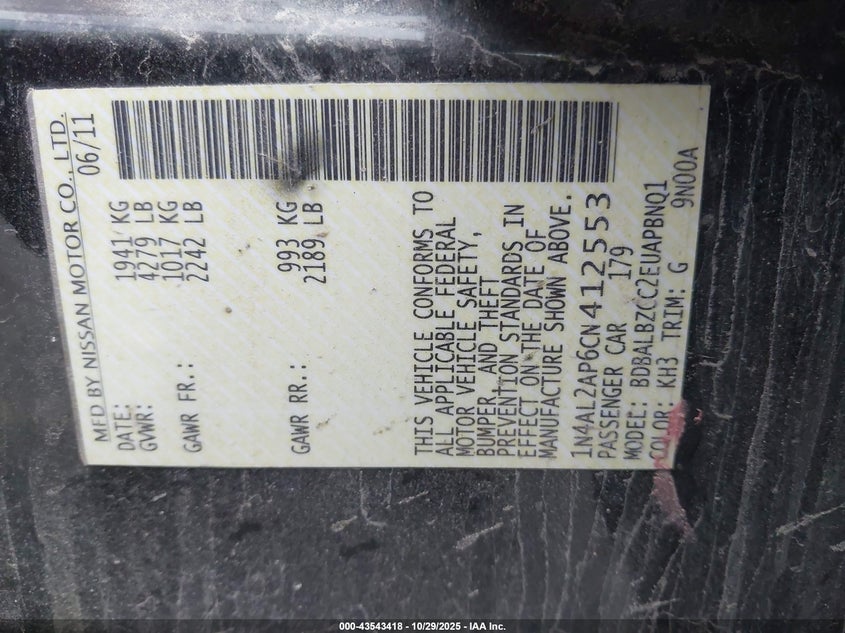 MFD BY NISSAN MOTOR CO., LTD.
DATE: 06/11
GVWR: 1941 KG
4279 LB
GAWR FR.: 1017 KG
2242 LB
GAWR RR.: 993 KG
2189 LB
THIS VEHICLE CONFORMS TO
ALL APPLICABLE FEDERAL
MOTOR VEHICLE SAFETY,
BUMPER, AND THEFT
PREVENTION STANDARDS IN
EFFECT ON THE DATE OF
MANUFACTURE SHOWN ABOVE.
1N4AL2AP6CN412553
PASSENGER CAR 179
MODEL: BDBALBZCC2EUAPBNQ1
COLOR: KH3 TRIM: G 9N00A
000-43543418 - 10/29/2025 - IAA Inc.